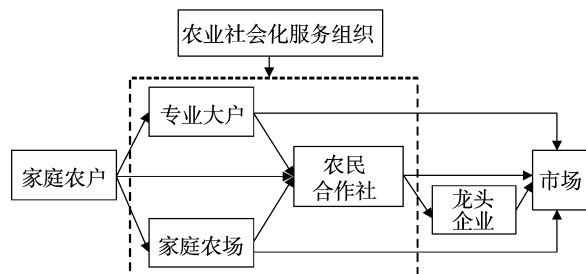 农业社会化服务组织
专业大户
家庭农户
农民
合作社
龙头
企业
市场
家庭农场